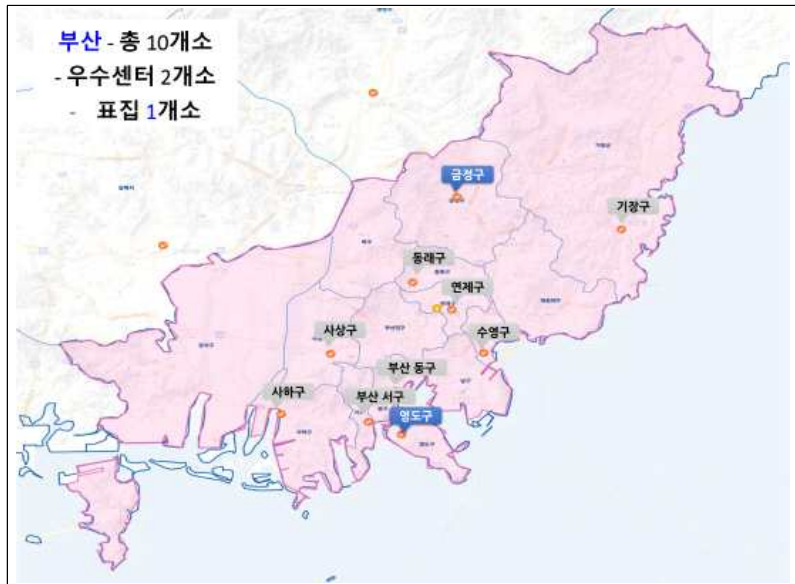 부산 - 총 10개소
- 우수센터 2개소
- 표집 1개소
금정구
기장구
동래구
연제구
수영구
사상구
부산 동구
사하구
부산 서구
영도구